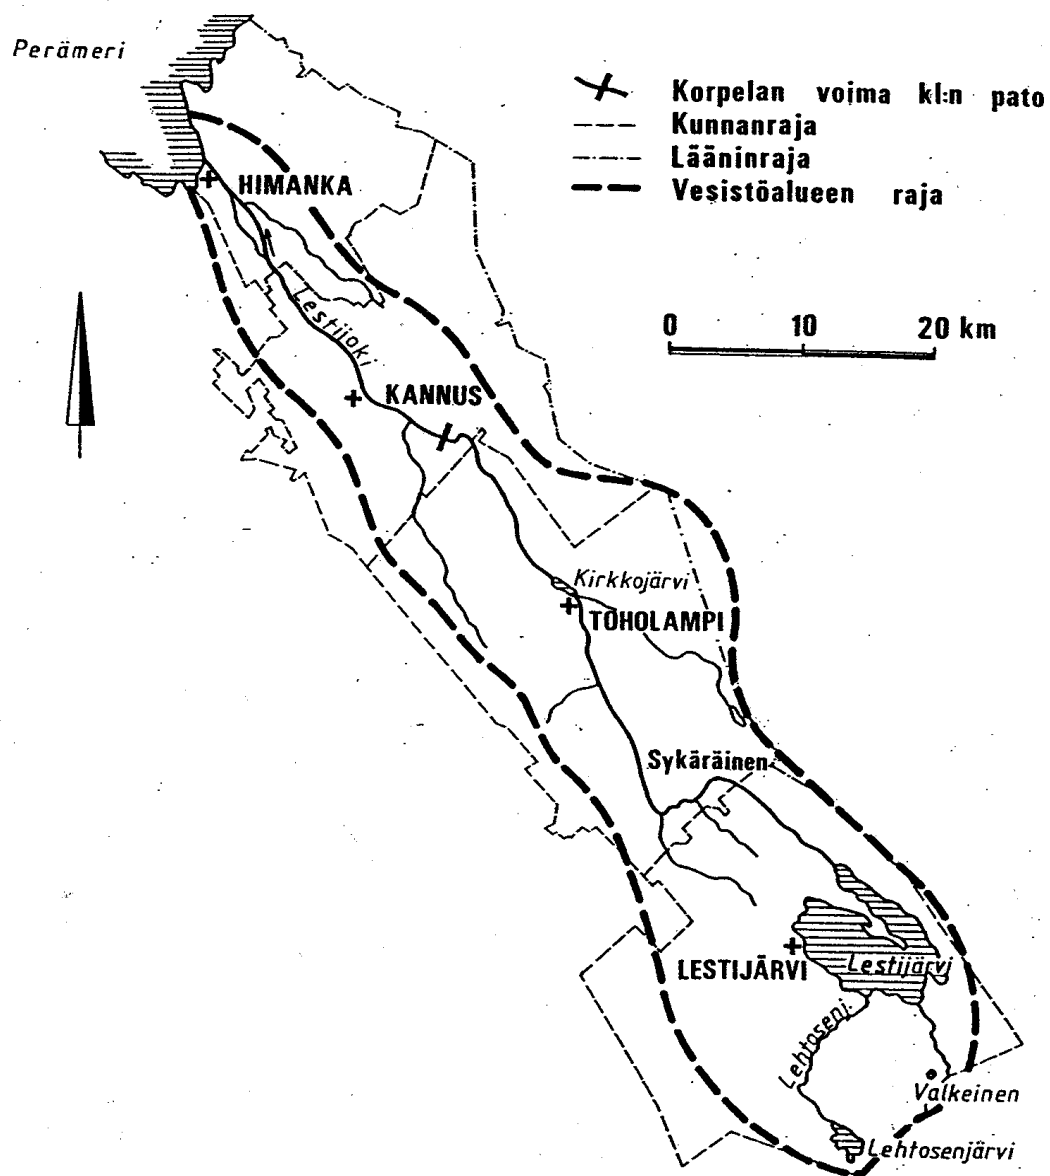 Perämeri
Korpelan voima kl:n pato
Kunnanraja
Lääninraja
Vesistöalueen raja
HIMANKA
0 10 20 km
Lestijoki
KANNUS
Kirkkojärvi
TOHOLAMPI
Sykäräinen
Lestijärvi
LESTIJÄRVI
Lehtosenj.
Valkeinen
Lehtosenjärvi